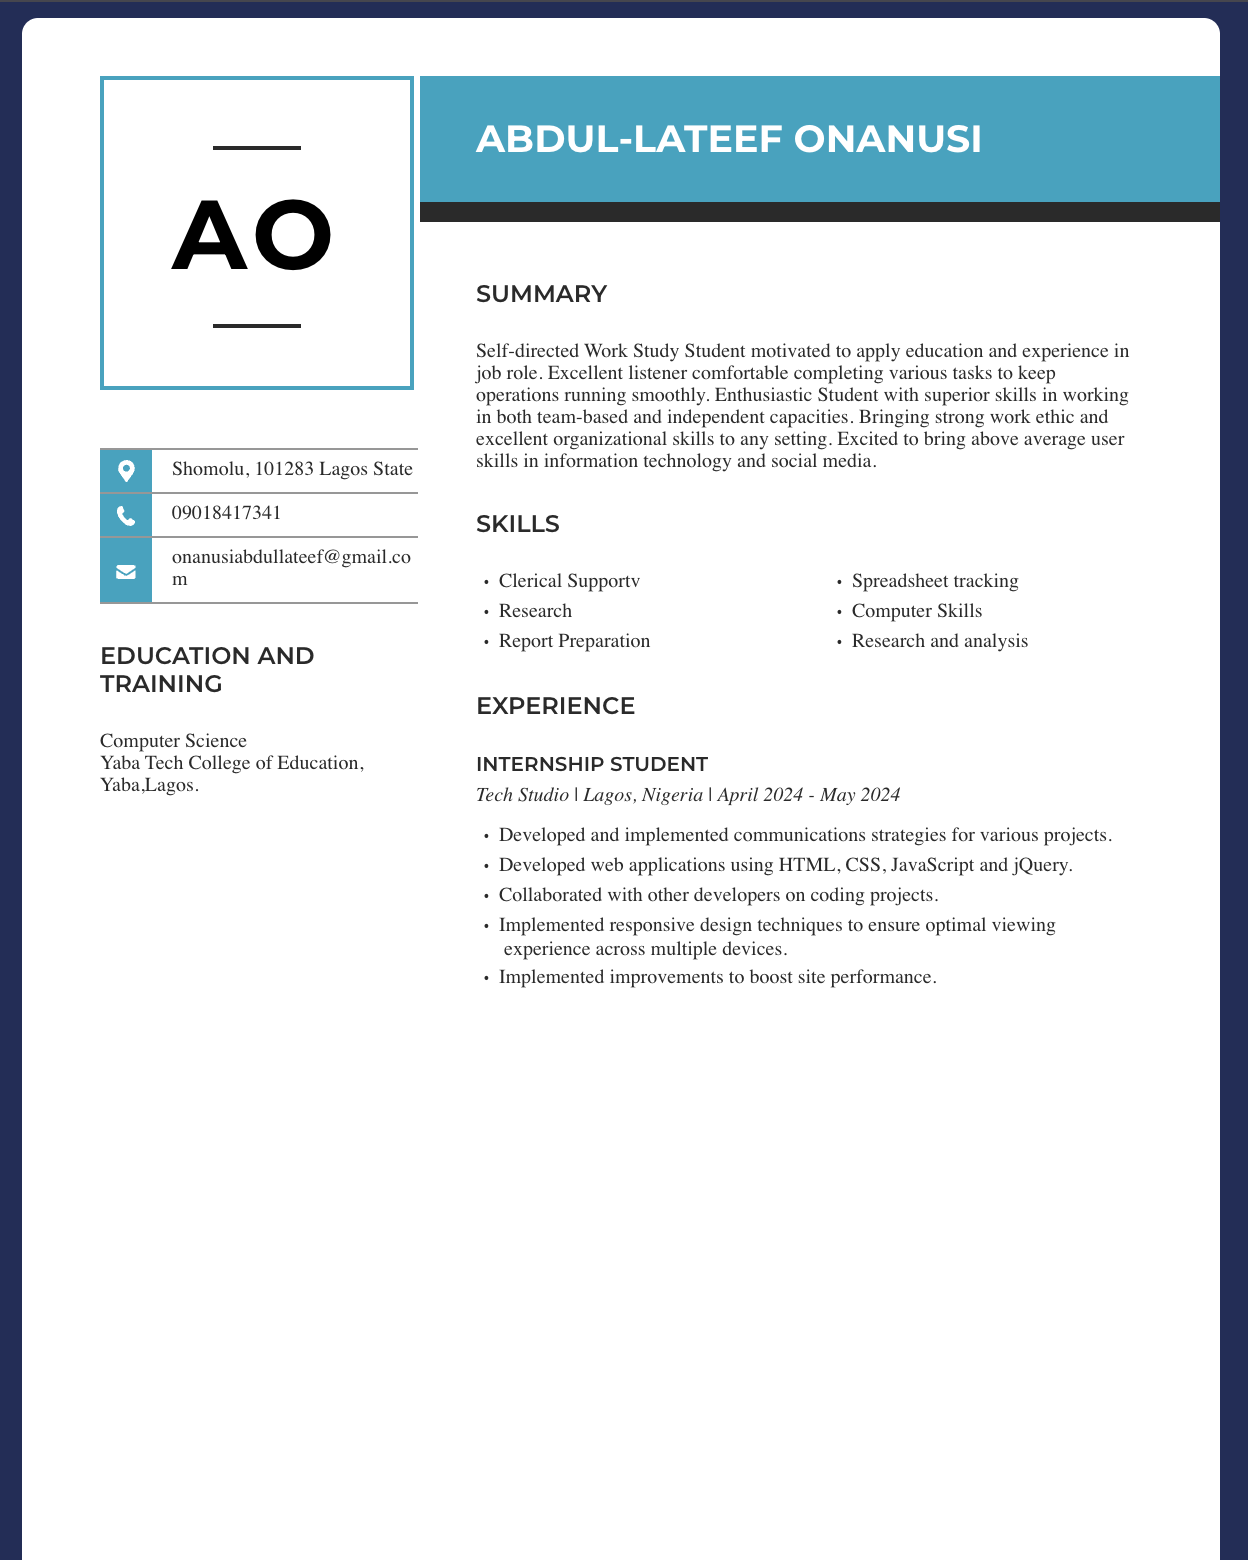 AO
ABDUL-LATEEF ONANUSI
Shomolu, 101283 Lagos State
09018417341
onanusiabdullateef@gmail.co
m
EDUCATION AND
TRAINING
Computer Science
Yaba Tech College of Education,
Yaba,Lagos.
SUMMARY
Self-directed Work Study Student motivated to apply education and experience in
job role. Excellent listener comfortable completing various tasks to keep
operations running smoothly. Enthusiastic Student with superior skills in working
in both team-based and independent capacities. Bringing strong work ethic and
excellent organizational skills to any setting. Excited to bring above average user
skills in information technology and social media.
SKILLS
• Clerical Supportv
• Research
• Report Preparation
• Spreadsheet tracking
• Computer Skills
• Research and analysis
EXPERIENCE
INTERNSHIP STUDENT
Tech Studio | Lagos, Nigeria | April 2024 - May 2024
• Developed and implemented communications strategies for various projects.
• Developed web applications using HTML, CSS, JavaScript and jQuery.
• Collaborated with other developers on coding projects.
• Implemented responsive design techniques to ensure optimal viewing
experience across multiple devices.
• Implemented improvements to boost site performance.